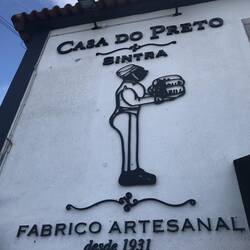 CASA DO PRETO
SINTRA
FABRICO ARTESANAL
desde 1931